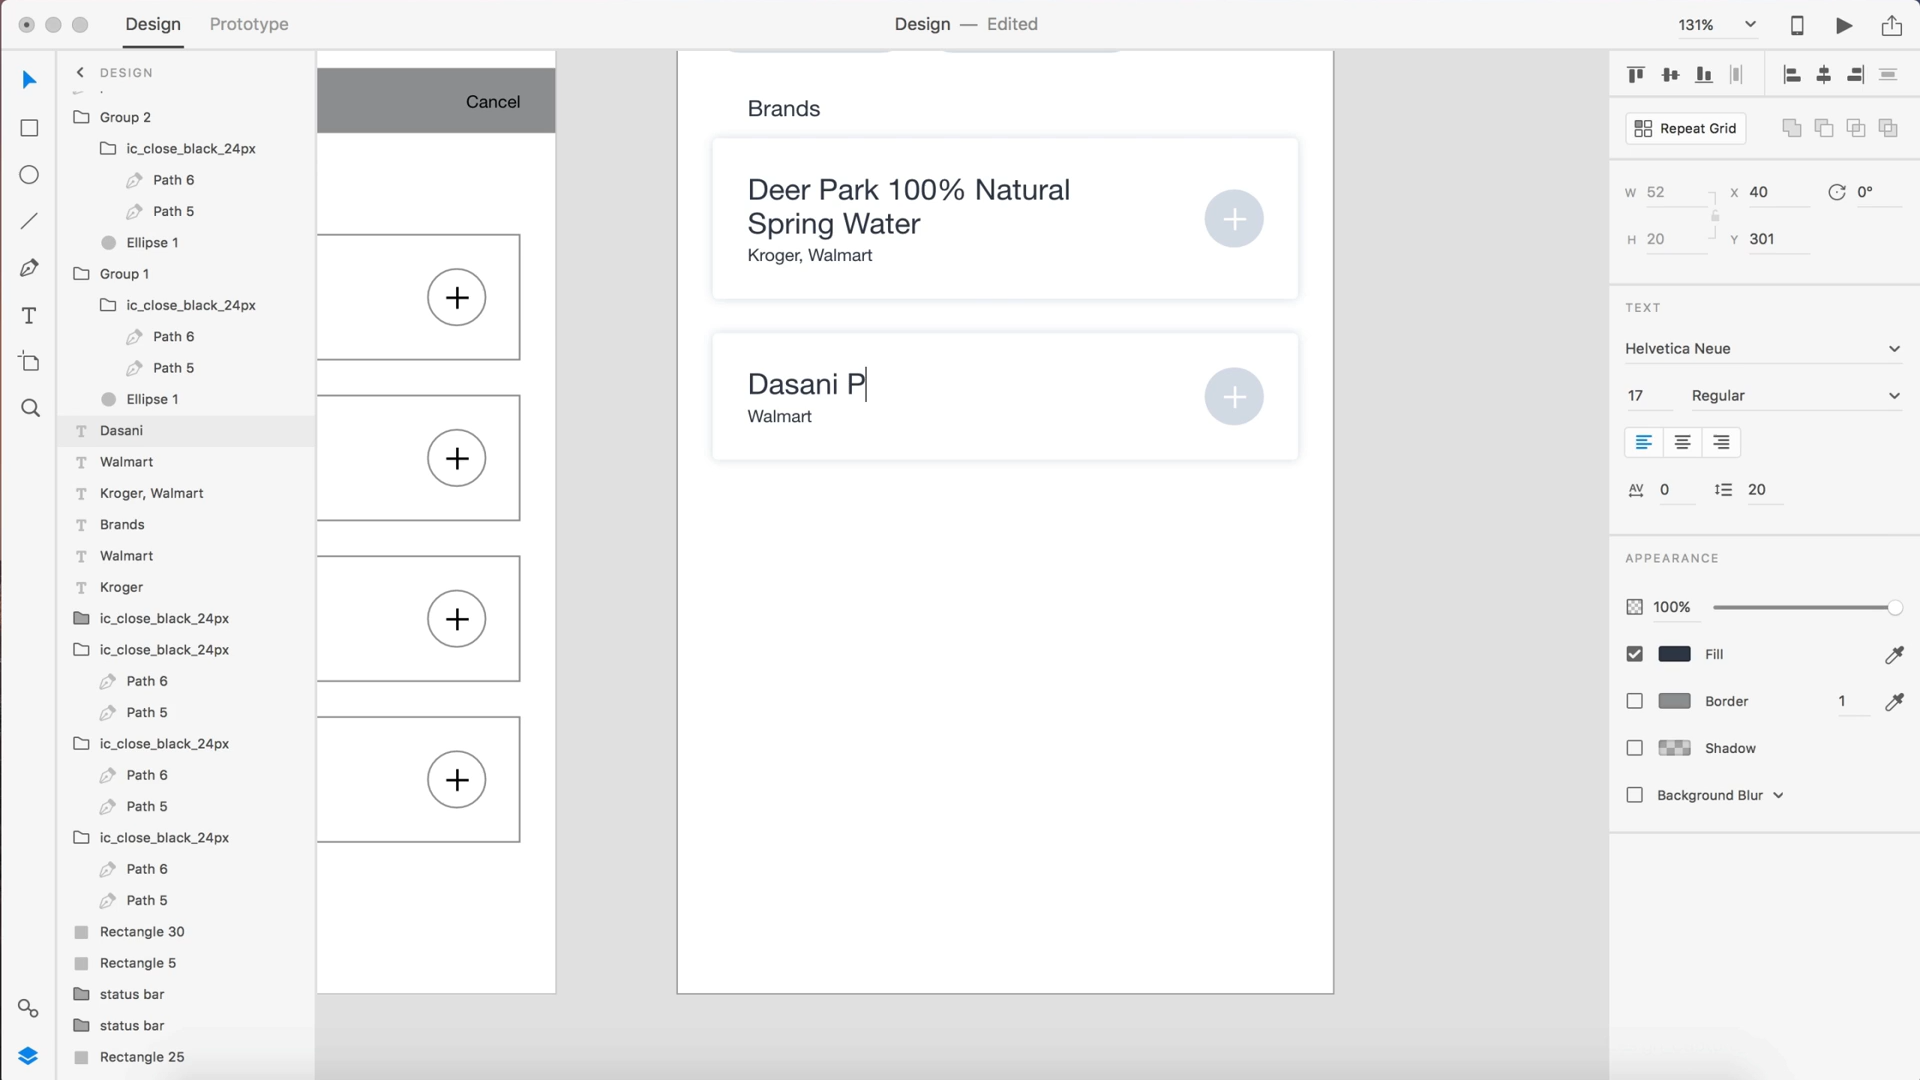 Design
Prototype
Design — Edited
131%
DESIGN
Group 2
ic_close_black_24px
Path 6
Path 5
Ellipse 1
Group 1
ic_close_black_24px
Path 6
Path 5
Ellipse 1
Dasani
Walmart
Kroger, Walmart
Brands
Walmart
Kroger
ic_close_black_24px
ic_close_black_24px
Path 6
Path 5
ic_close_black_24px
Path 6
Path 5
ic_close_black_24px
Path 6
Path 5
Rectangle 30
Rectangle 5
status bar
status bar
Rectangle 25
Cancel
Brands
Deer Park 100% Natural
Spring Water
Kroger, Walmart
Dasani P
Walmart
Repeat Grid
W 52
X 40
0°
H 20
Y 301
TEXT
Helvetica Neue
17
Regular
AV 0
20
APPEARANCE
100%
Fill
Border
1
Shadow
Background Blur